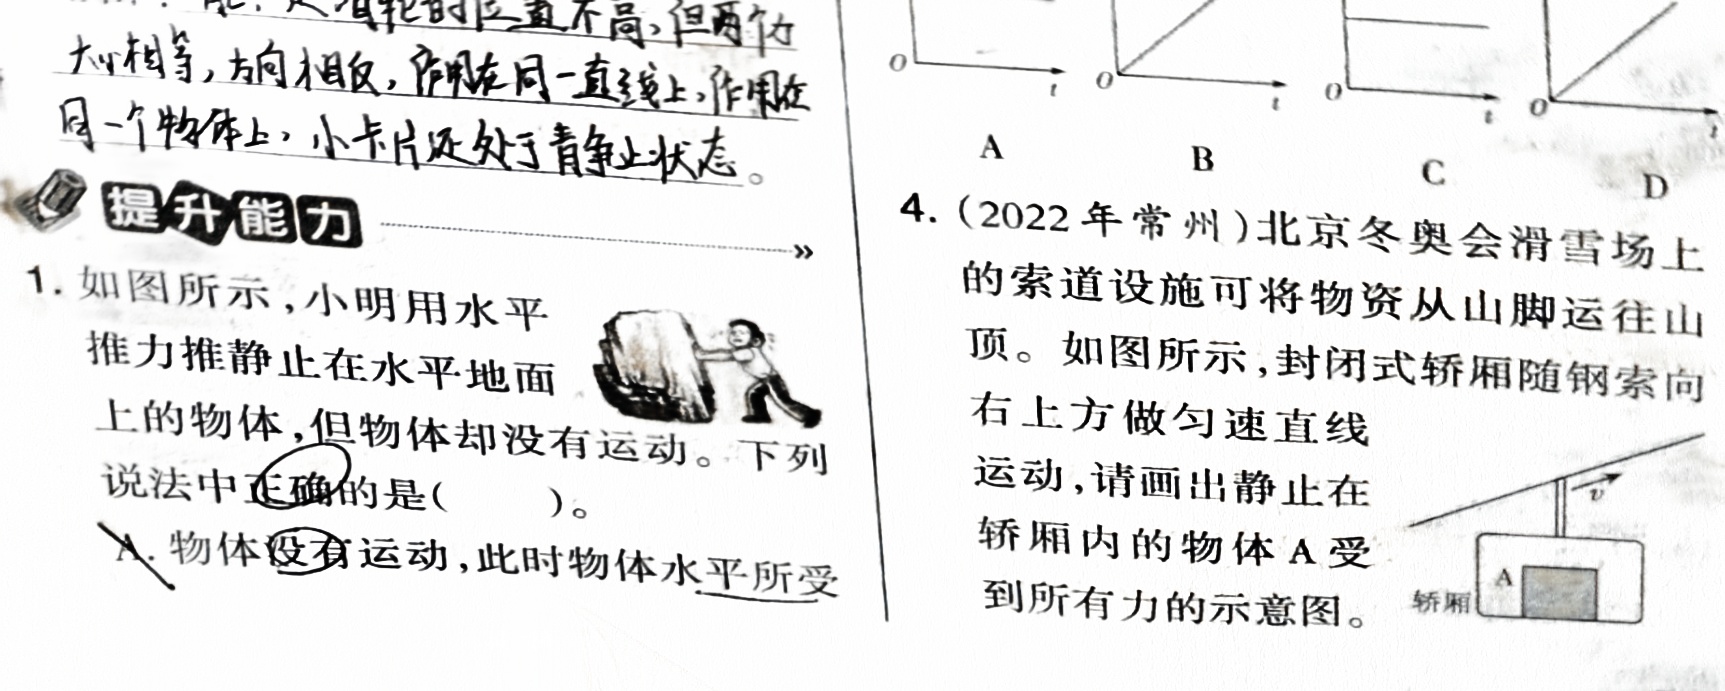 轮的位置不高，但两个力
大小相等，方向相反，作用在同一直线上，作用在
同一个物体上，小卡片还处于青争止状态。
提升能力
1. 如图所示，小明用水平
推力推静止在水平地面
上的物体，但物体却没有运动。下列
说法中正确的是（ ）。
A. 物体没有运动，此时物体水平所受
O t
O t
O t
O t
A B C D
4. （2022年常州）北京冬奥会滑雪场上
的索道设施可将物资从山脚运往山
顶。如图所示，封闭式轿厢随钢索向
右上方做匀速直线
运动，请画出静止在
轿厢内的物体A受
到所有力的示意图。
v
A
轿厢